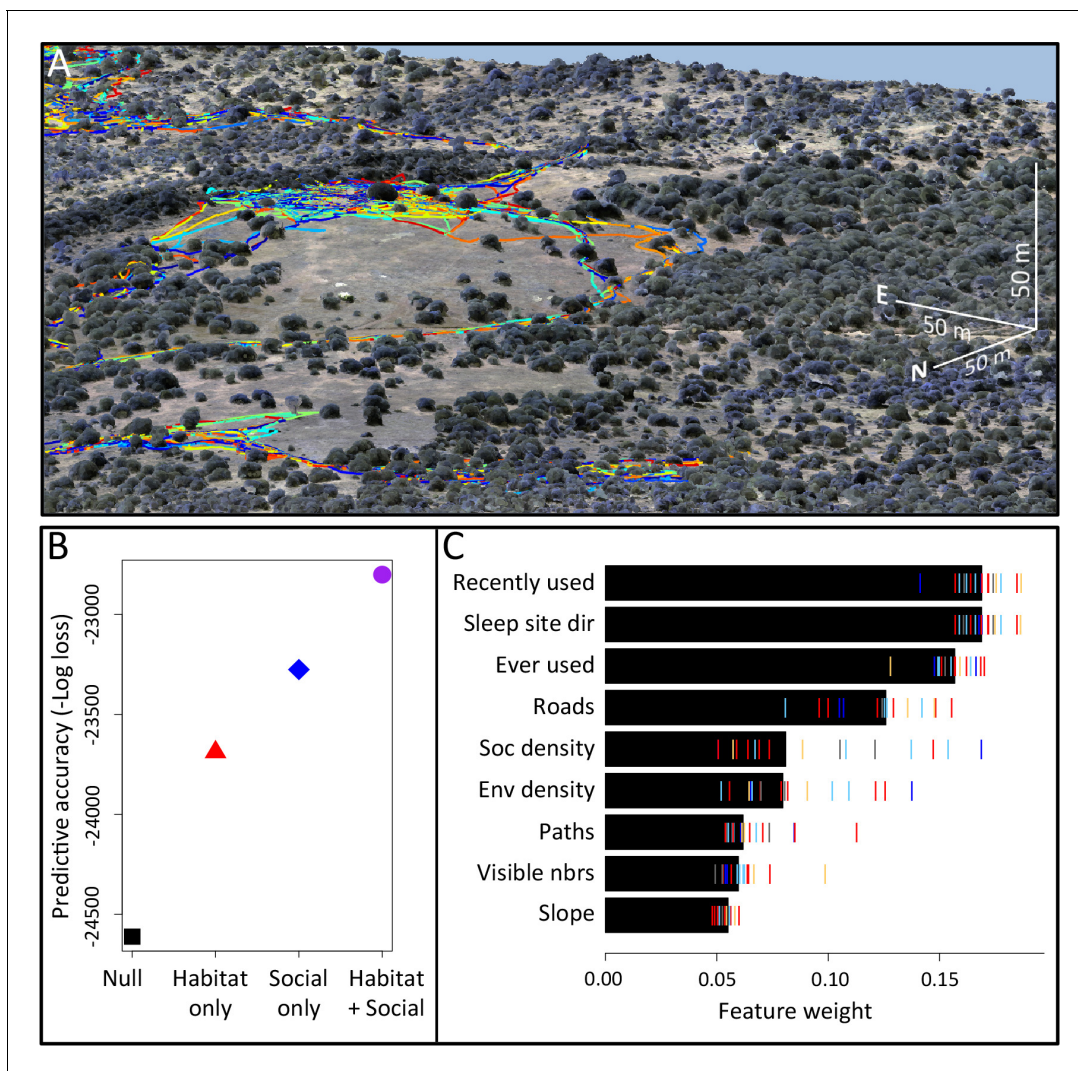 A
50 m
E
50 m
N
50 m
B
Predictive accuracy (-Log loss)
-23000
-23500
-24000
-24500
Null
Habitat only
Social only
Habitat + Social
C
Recently used
Sleep site dir
Ever used
Roads
Soc density
Env density
Paths
Visible nbrs
Slope
0.00
0.05
0.10
0.15
Feature weight